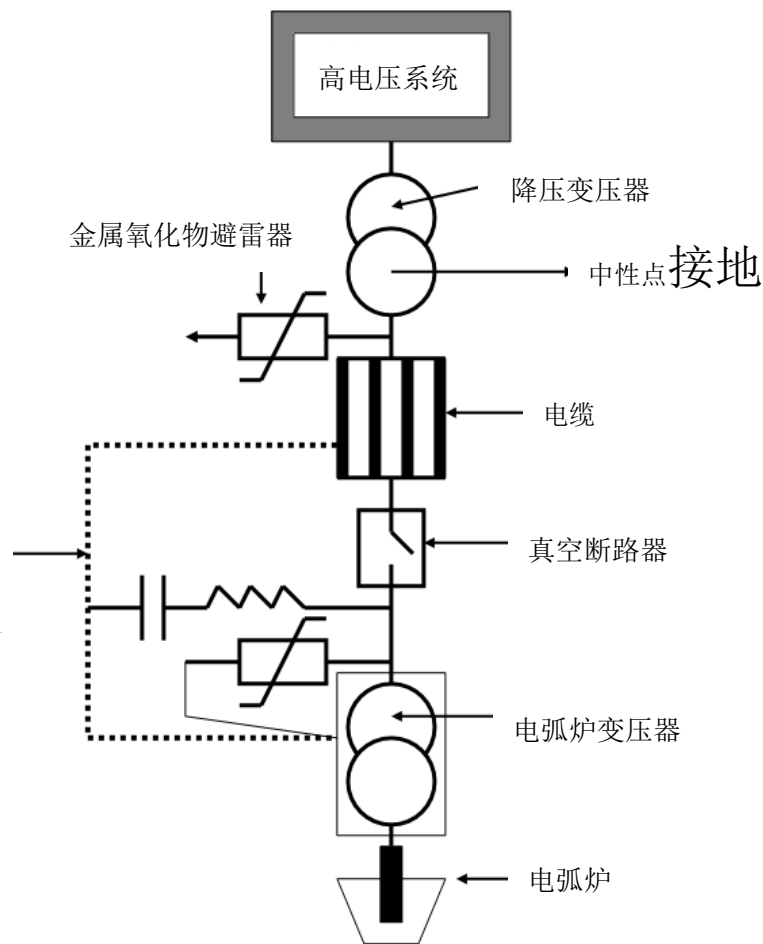 高电压系统
降压变压器
金属氧化物避雷器
中性点接地
电缆
真空断路器
电弧炉变压器
电弧炉